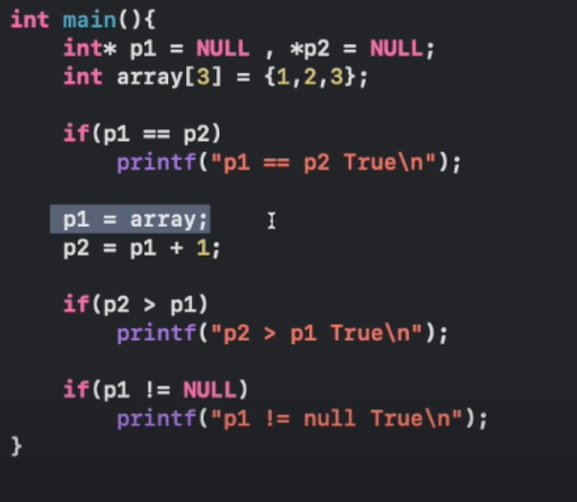 int main(){
int* p1 = NULL , *p2 = NULL;
int array[3] = {1,2,3};
if(p1 == p2)
printf("p1 == p2 True\n");
p1 = array;
p2 = p1 + 1;
if(p2 > p1)
printf("p2 > p1 True\n");
if(p1 != NULL)
printf("p1 != null True\n");
}